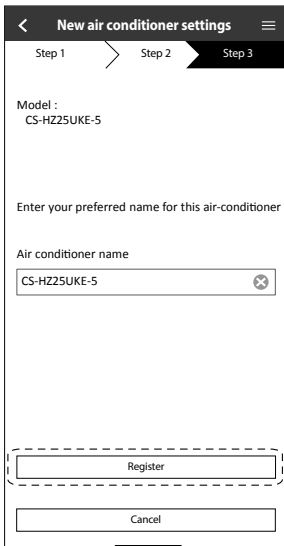 New air conditioner settings
Step 1 Step 2 Step 3
Model :
CS-HZ25UKE-5
Enter your preferred name for this air-conditioner
Air conditioner name
CS-HZ25UKE-5
Register
Cancel